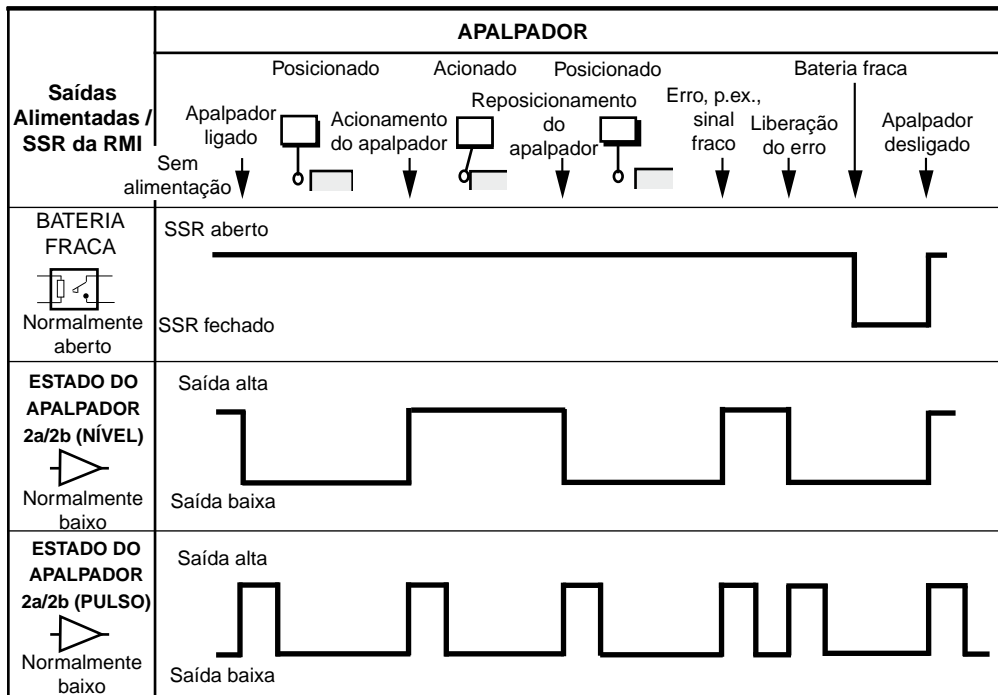 APALPADOR
Saídas
Alimentadas /
SSR da RMI
Posicionado
Acionado
Posicionado
Bateria fraca
Sem
alimentação
Apalpador
ligado
Acionamento
do apalpador
Reposicionamento
do
apalpador
Erro, p.ex.,
sinal
fraco
Liberação
do erro
Apalpador
desligado
BATERIA
FRACA
Normalmente
aberto
SSR aberto
SSR fechado
ESTADO DO
APALPADOR
2a/2b (NÍVEL)
Normalmente
baixo
Saída alta
Saída baixa
ESTADO DO
APALPADOR
2a/2b (PULSO)
Normalmente
baixo
Saída alta
Saída baixa